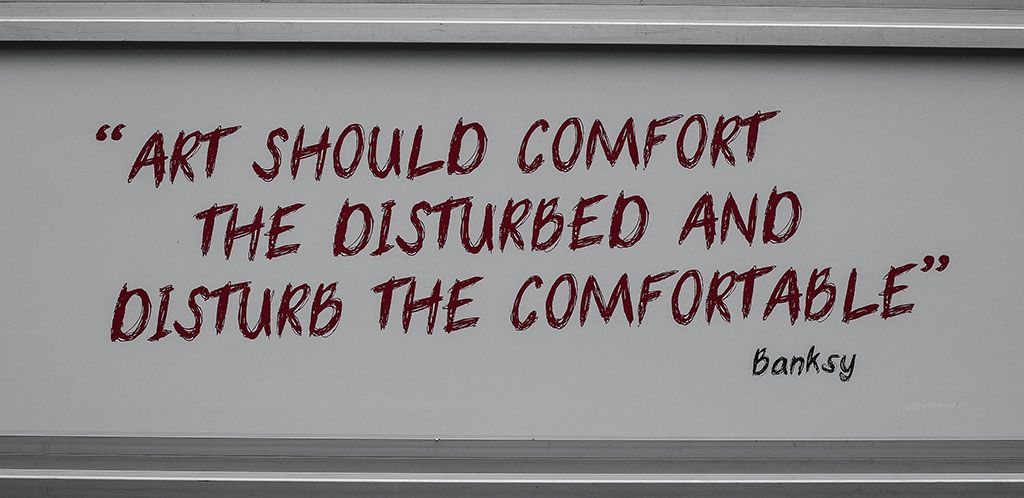 “ART SHOULD COMFORT
THE DISTURBED AND
DISTURB THE COMFORTABLE”
Banksy